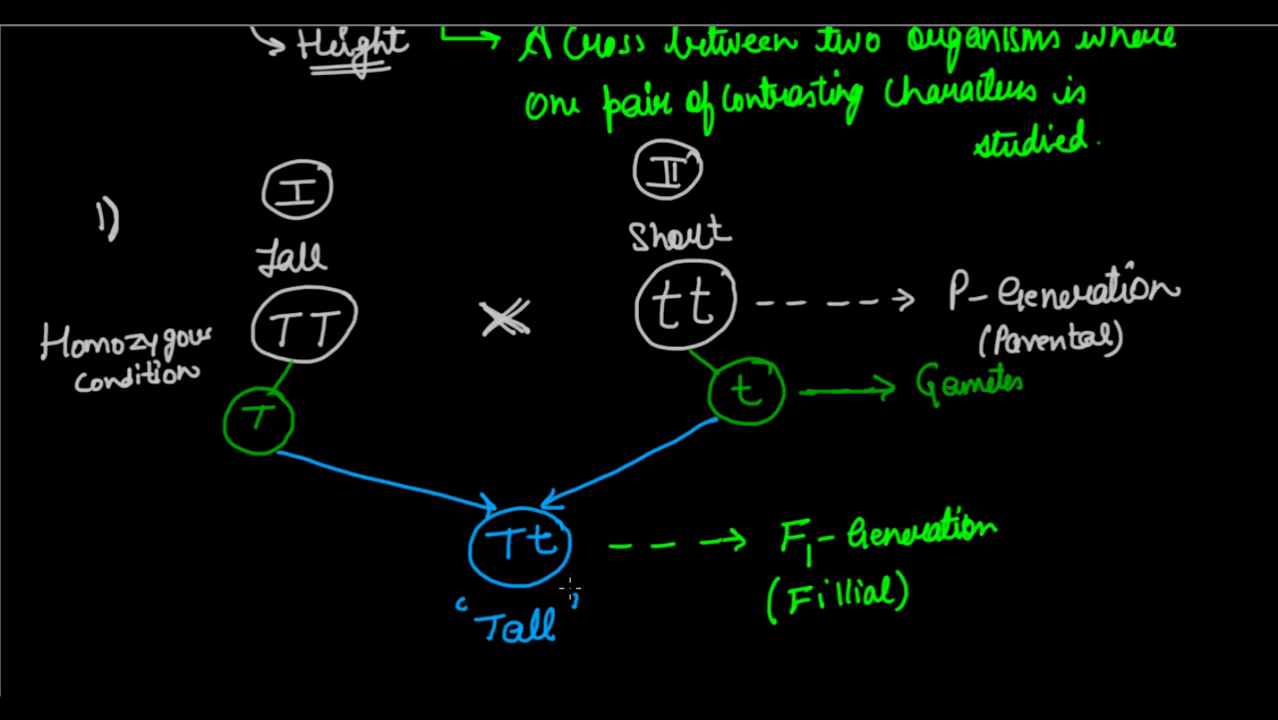 Height
A Cross between two organisms where
one pair of contrasting characters is
studied.
1)
I
II
Tall
Short
TT
tt
P-Generation
(Parental)
Homozygous
condition
T
t
Gametes
Tt
F1-Generation
(Fillial)
'Tall'